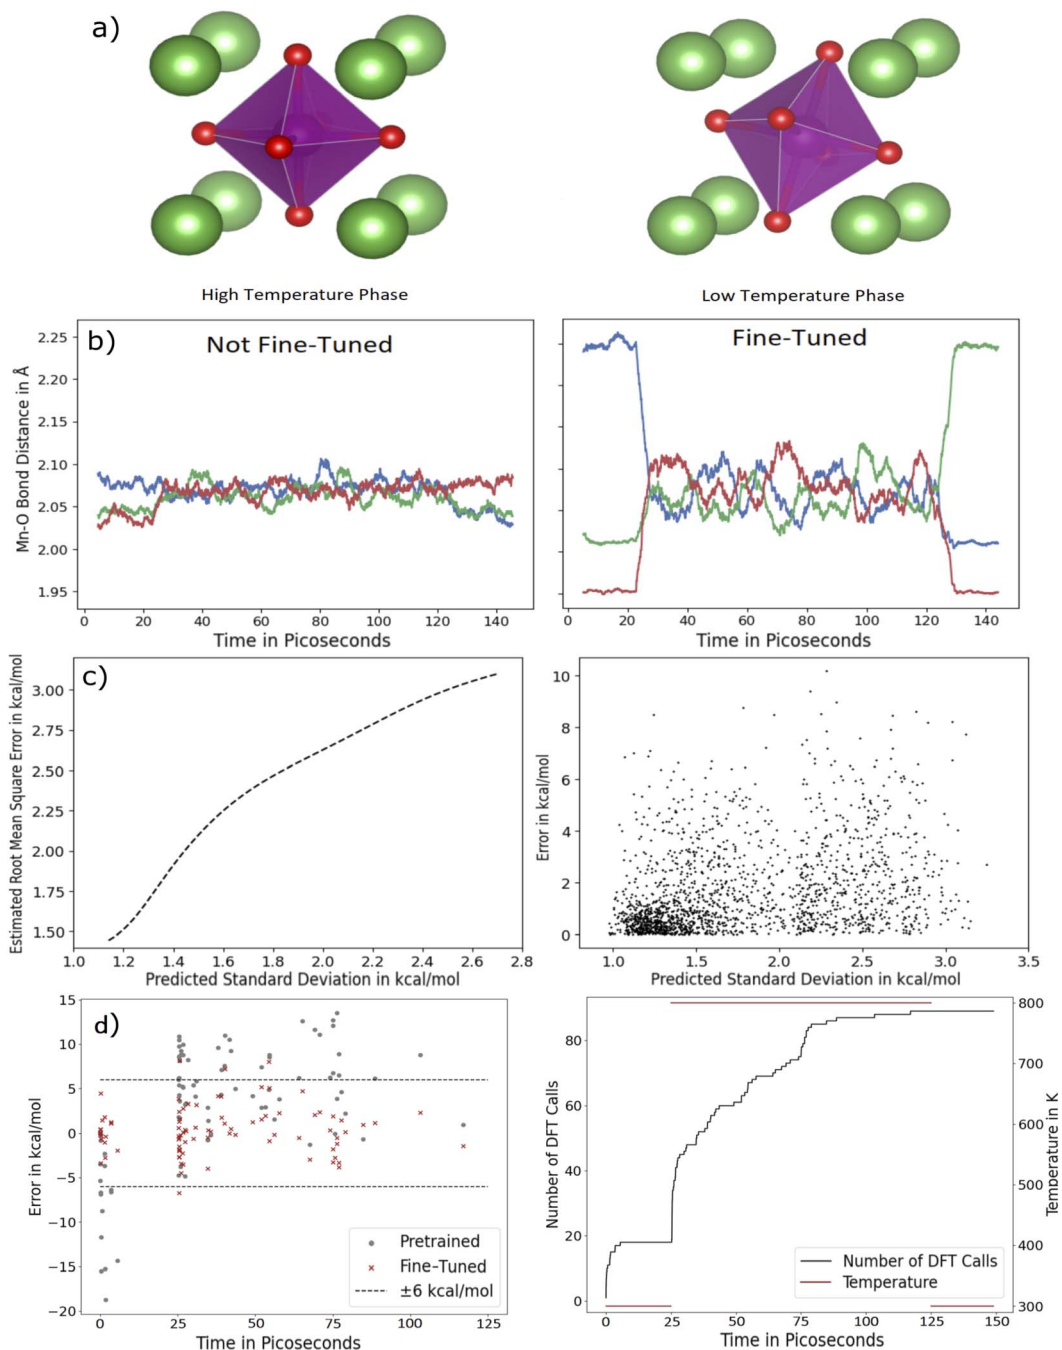 a)
High Temperature Phase
Low Temperature Phase
b)
Not Fine-Tuned
Fine-Tuned
Mn-O Bond Distance in Å
2.25
2.20
2.15
2.10
2.05
2.00
1.95
0 20 40 60 80 100 120 140
Time in Picoseconds
0 20 40 60 80 100 120 140
Time in Picoseconds
c)
Estimated Root Mean Square Error in kcal/mol
3.00
2.75
2.50
2.25
2.00
1.75
1.50
1.0 1.2 1.4 1.6 1.8 2.0 2.2 2.4 2.6 2.8
Predicted Standard Deviation in kcal/mol
Error in kcal/mol
10
8
6
4
2
0
1.0 1.5 2.0 2.5 3.0 3.5
Predicted Standard Deviation in kcal/mol
d)
Error in kcal/mol
15
10
5
0
−5
−10
−15
−20
Pretrained
Fine-Tuned
±6 kcal/mol
0 25 50 75 100 125
Time in Picoseconds
Number of DFT Calls
80
60
40
20
0
Number of DFT Calls
Temperature
800
700
600
500
400
300
Temperature in K
0 25 50 75 100 125 150
Time in Picoseconds